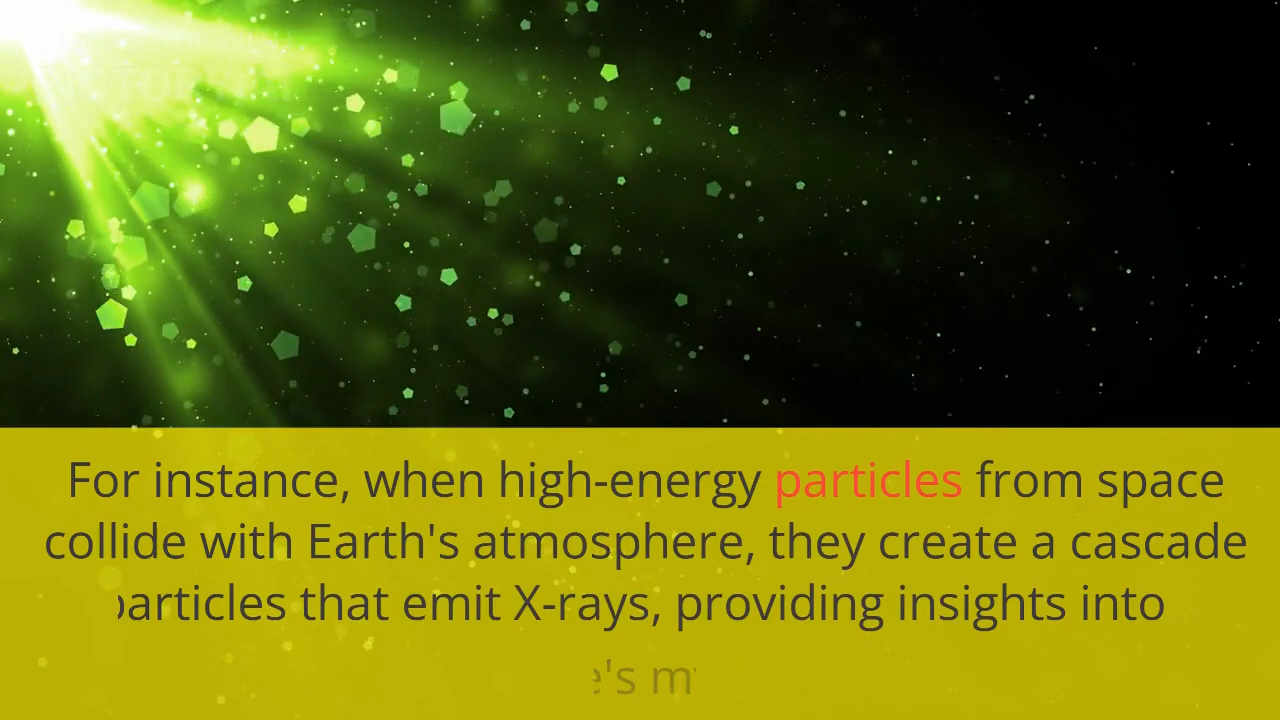 For instance, when high-energy particles from space
collide with Earth's atmosphere, they create a cascade
particles that emit X-rays, providing insights into